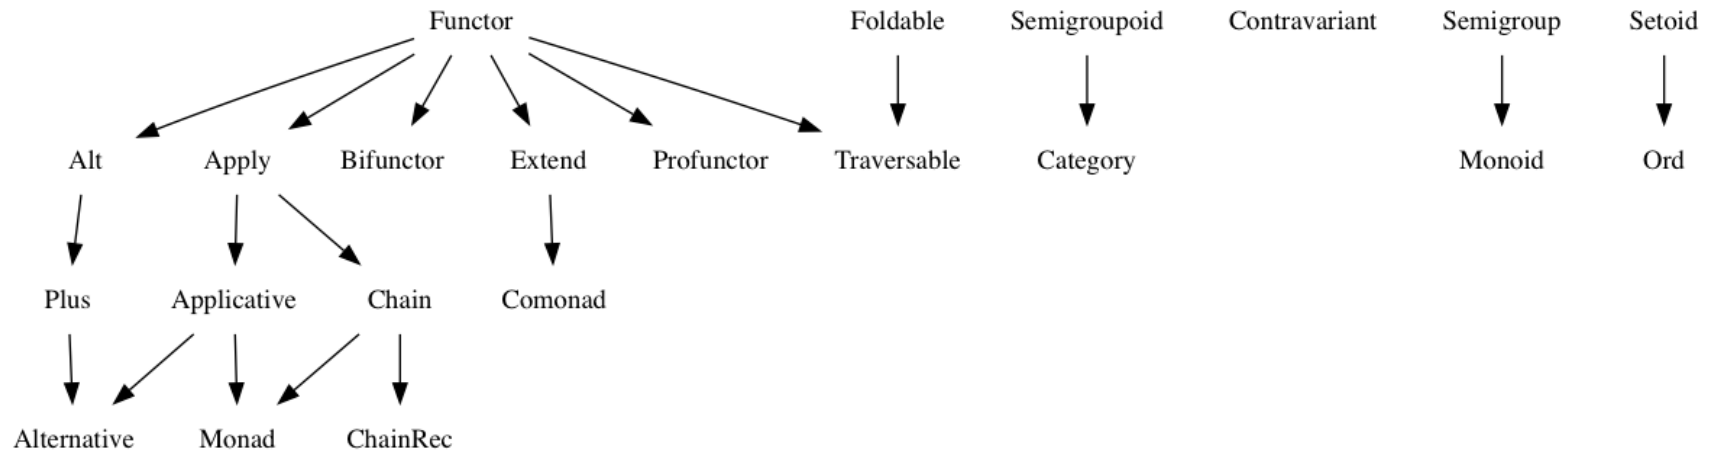 Functor Foldable Semigroupoid Contravariant Semigroup Setoid
Alt Apply Bifunctor Extend Profunctor Traversable Category Monoid Ord
Plus Applicative Chain Comonad
Alternative Monad ChainRec